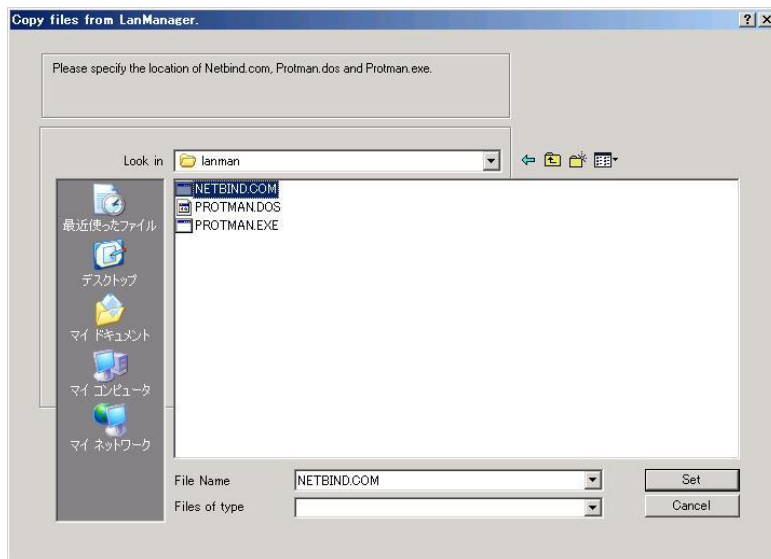 Copy files from LanManager.
Please specify the location of Netbind.com, Protman.dos and Protman.exe.
Look in
lanman
NETBIND.COM
PROTMAN.DOS
PROTMAN.EXE
最近使ったファイル
デスクトップ
マイ ドキュメント
マイ コンピュータ
マイ ネットワーク
File Name
NETBIND.COM
Set
Files of type
Cancel